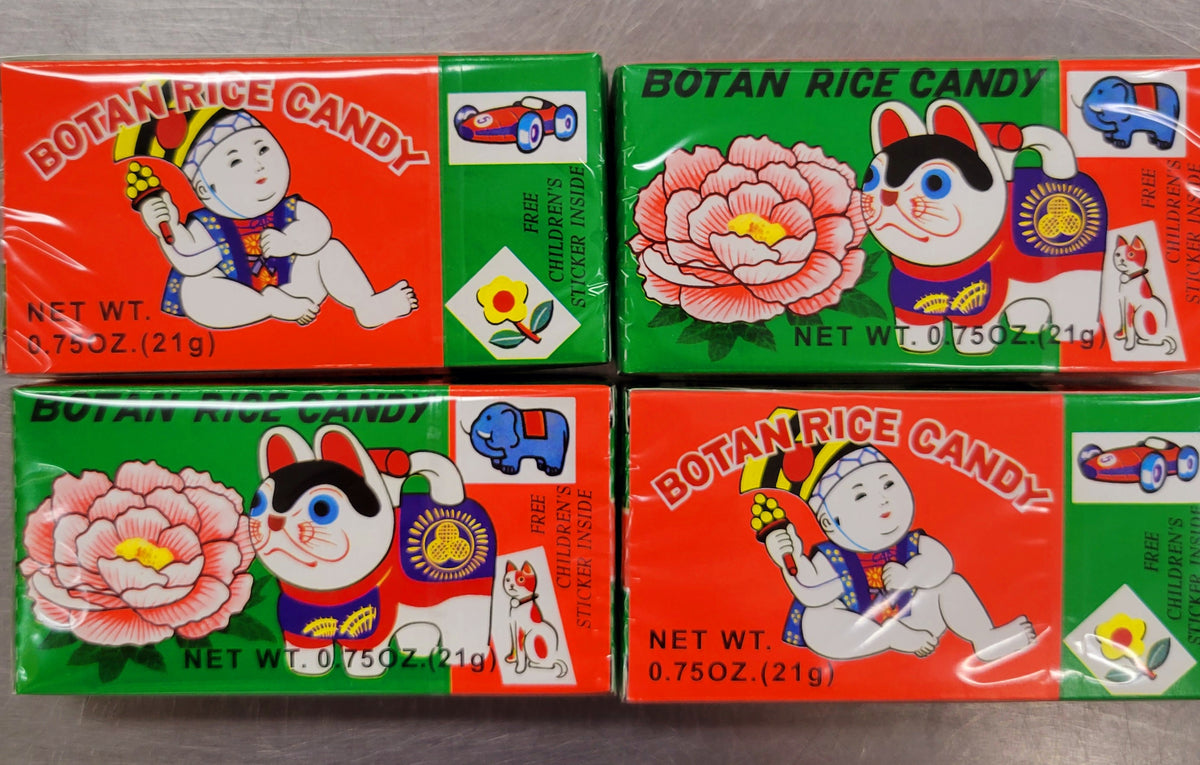 BOTAN RICE CANDY
NET WT.
0.75OZ.(21g)
FREE
CHILDREN'S
STICKER INSIDE
5
BOTAN RICE CANDY
NET WT. 0.75OZ.(21g)
FREE
CHILDREN'S
STICKER INSIDE
BOTAN RICE CANDY
NET WT. 0.75OZ.(21g)
FREE
CHILDREN'S
STICKER INSIDE
BOTAN RICE CANDY
NET WT.
0.75OZ.(21g)
5
FREE
CHILDREN'S
STICKER INSIDE